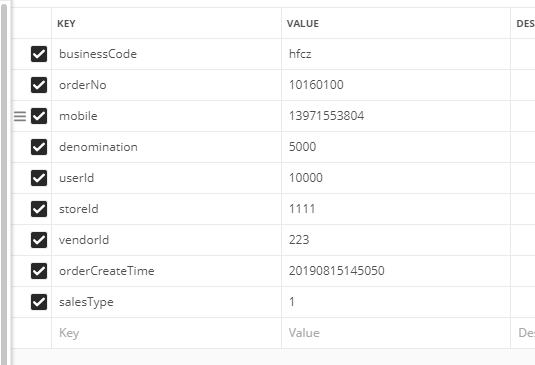 KEY VALUE DES
businessCode hfcz
orderNo 10160100
mobile 13971553804
denomination 5000
userId 10000
storeId 1111
vendorId 223
orderCreateTime 20190815145050
salesType 1
Key Value Des